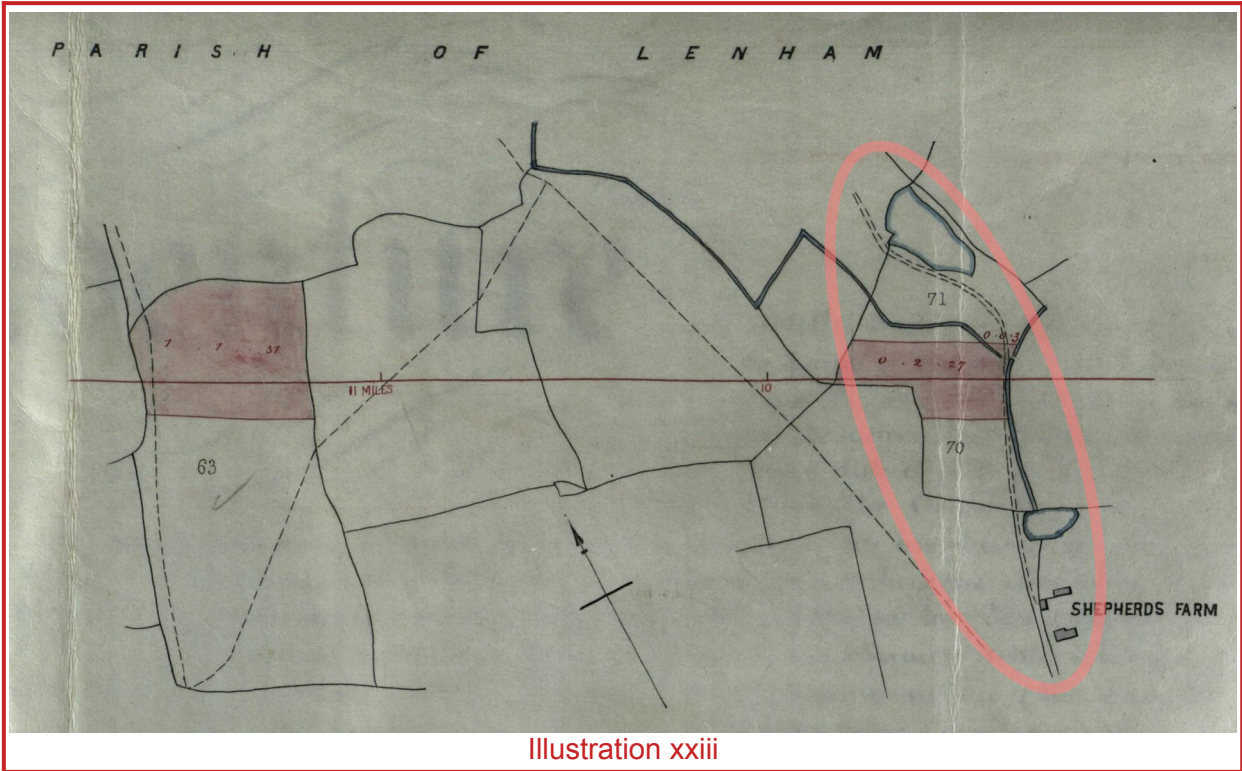 PARISH OF LENHAM
71
0.0.3
1 . 1 . 31
0 . 2 . 27
11 MILES
10
63
70
SHEPHERDS FARM
Illustration xxiii